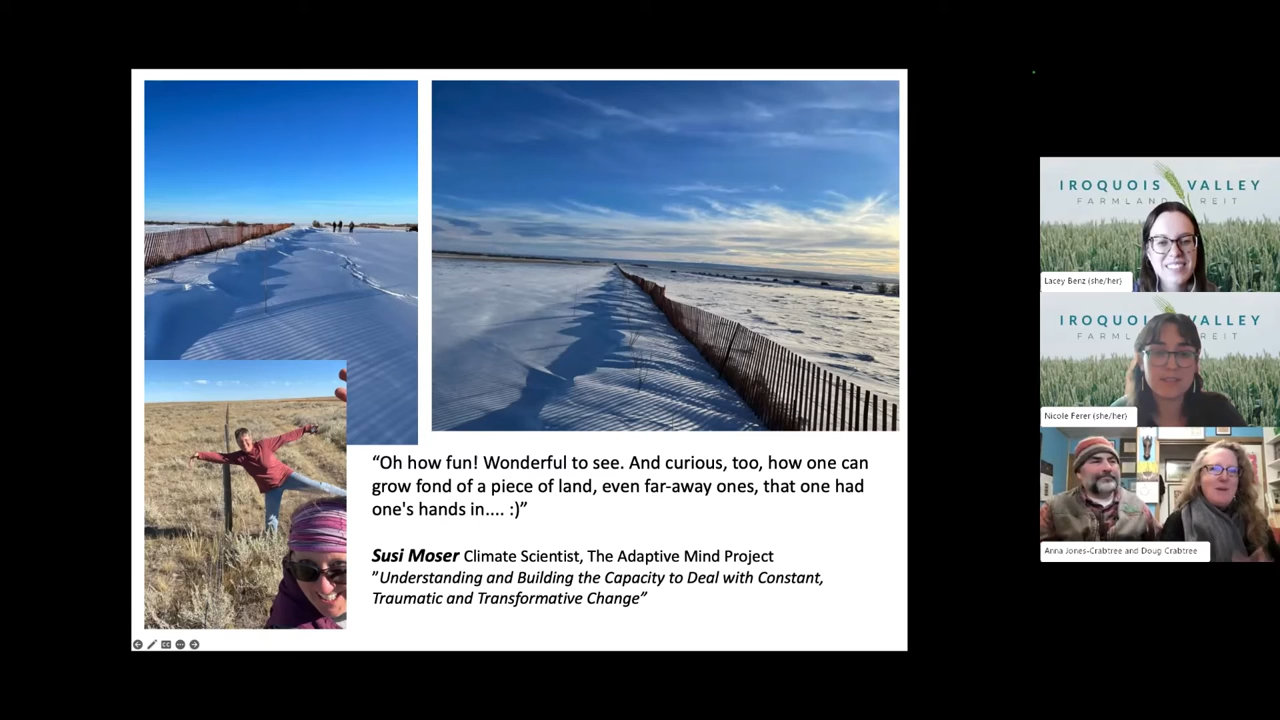 “Oh how fun! Wonderful to see. And curious, too, how one can
grow fond of a piece of land, even far-away ones, that one had
one's hands in.... :)”
Susi Moser Climate Scientist, The Adaptive Mind Project
”Understanding and Building the Capacity to Deal with Constant,
Traumatic and Transformative Change”
IROQUOIS VALLEY
FARMLAND REIT
Lacey Benz (she/her)
IROQUOIS VALLEY
FARMLAND REIT
Nicole Ferer (she/her)
Anna Jones-Crabtree and Doug Crabtree